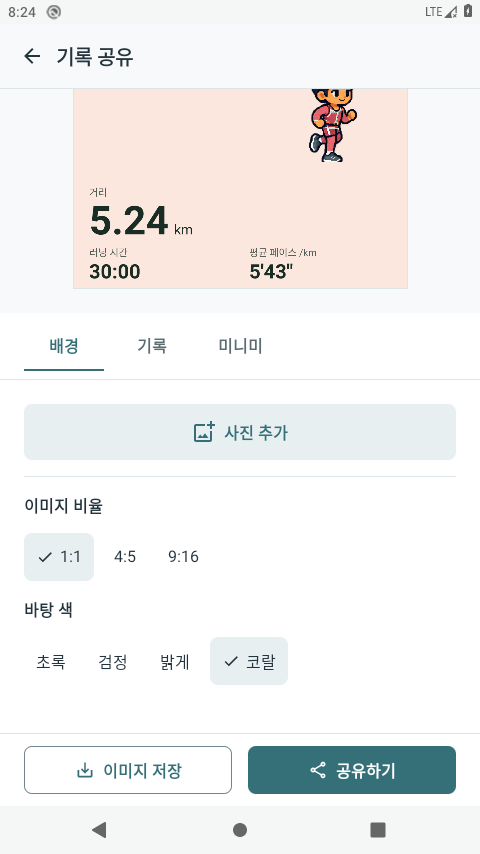 8:24
LTE
기록 공유
거리
5.24 km
러닝 시간
평균 페이스 /km
30:00
5'43"
배경
기록
미니미
사진 추가
이미지 비율
1:1
4:5
9:16
바탕 색
초록
검정
밝게
코랄
이미지 저장
공유하기